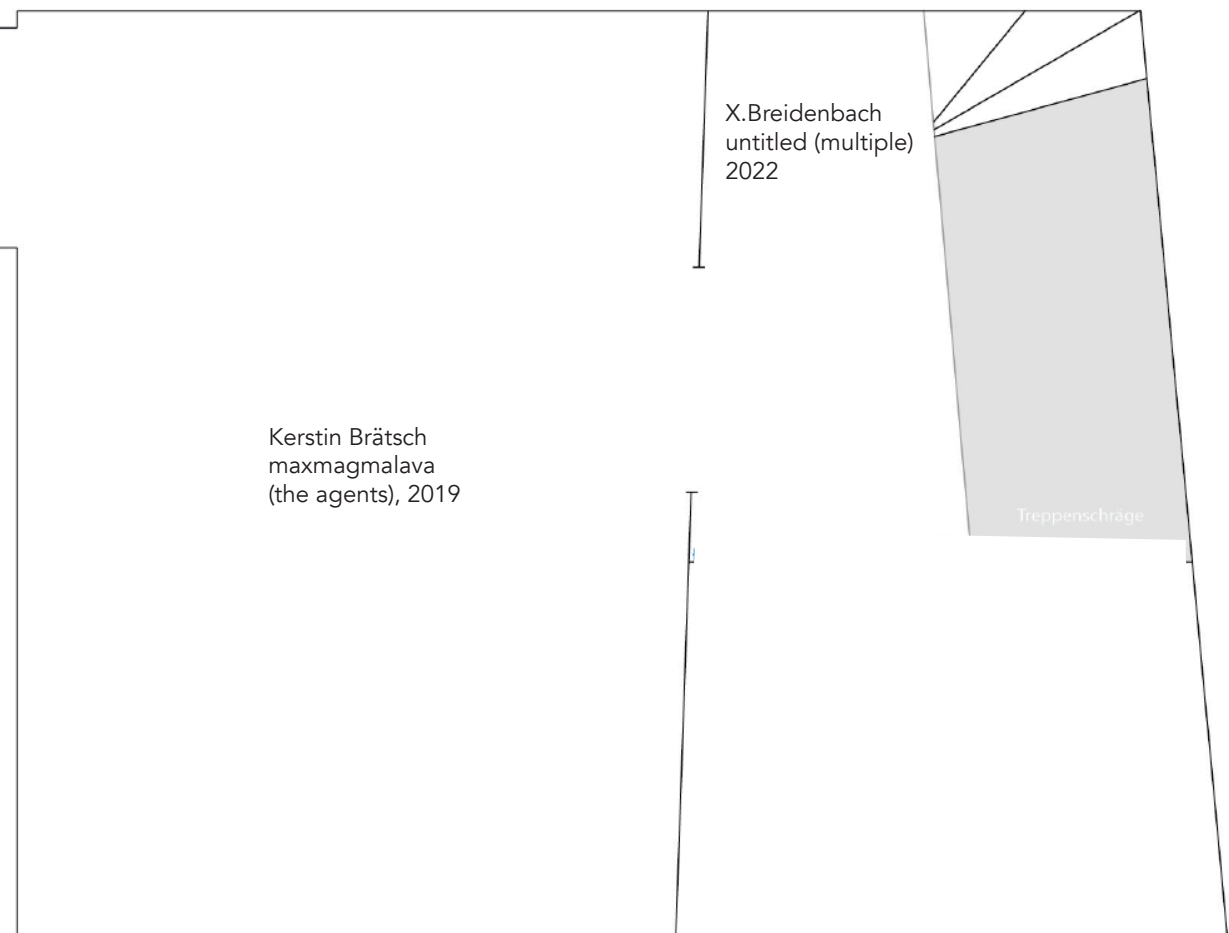 X.Breidenbach
untitled (multiple)
2022
Kerstin Brätsch
maxmagmalava
(the agents), 2019
Treppenschräge